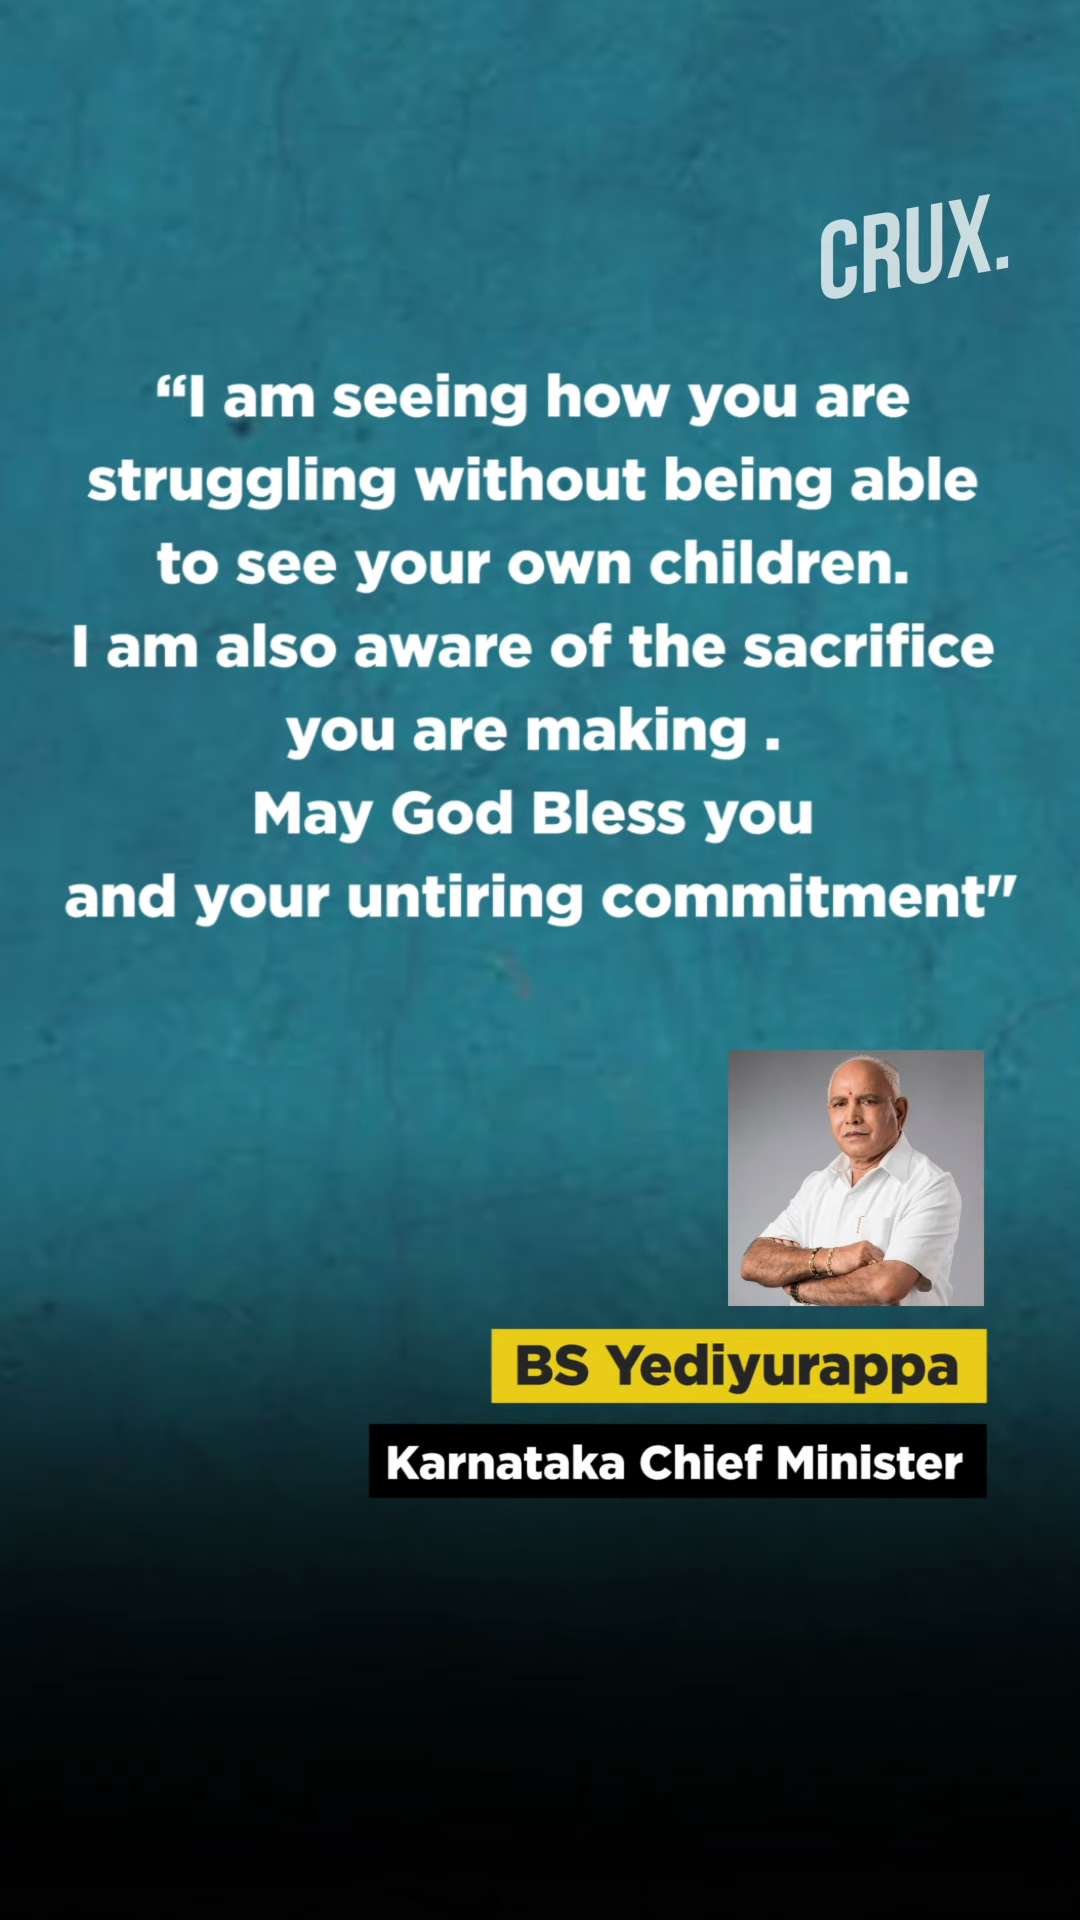 CRUX.
“I am seeing how you are
struggling without being able
to see your own children.
I am also aware of the sacrifice
you are making .
May God Bless you
and your untiring commitment"
BS Yediyurappa
Karnataka Chief Minister